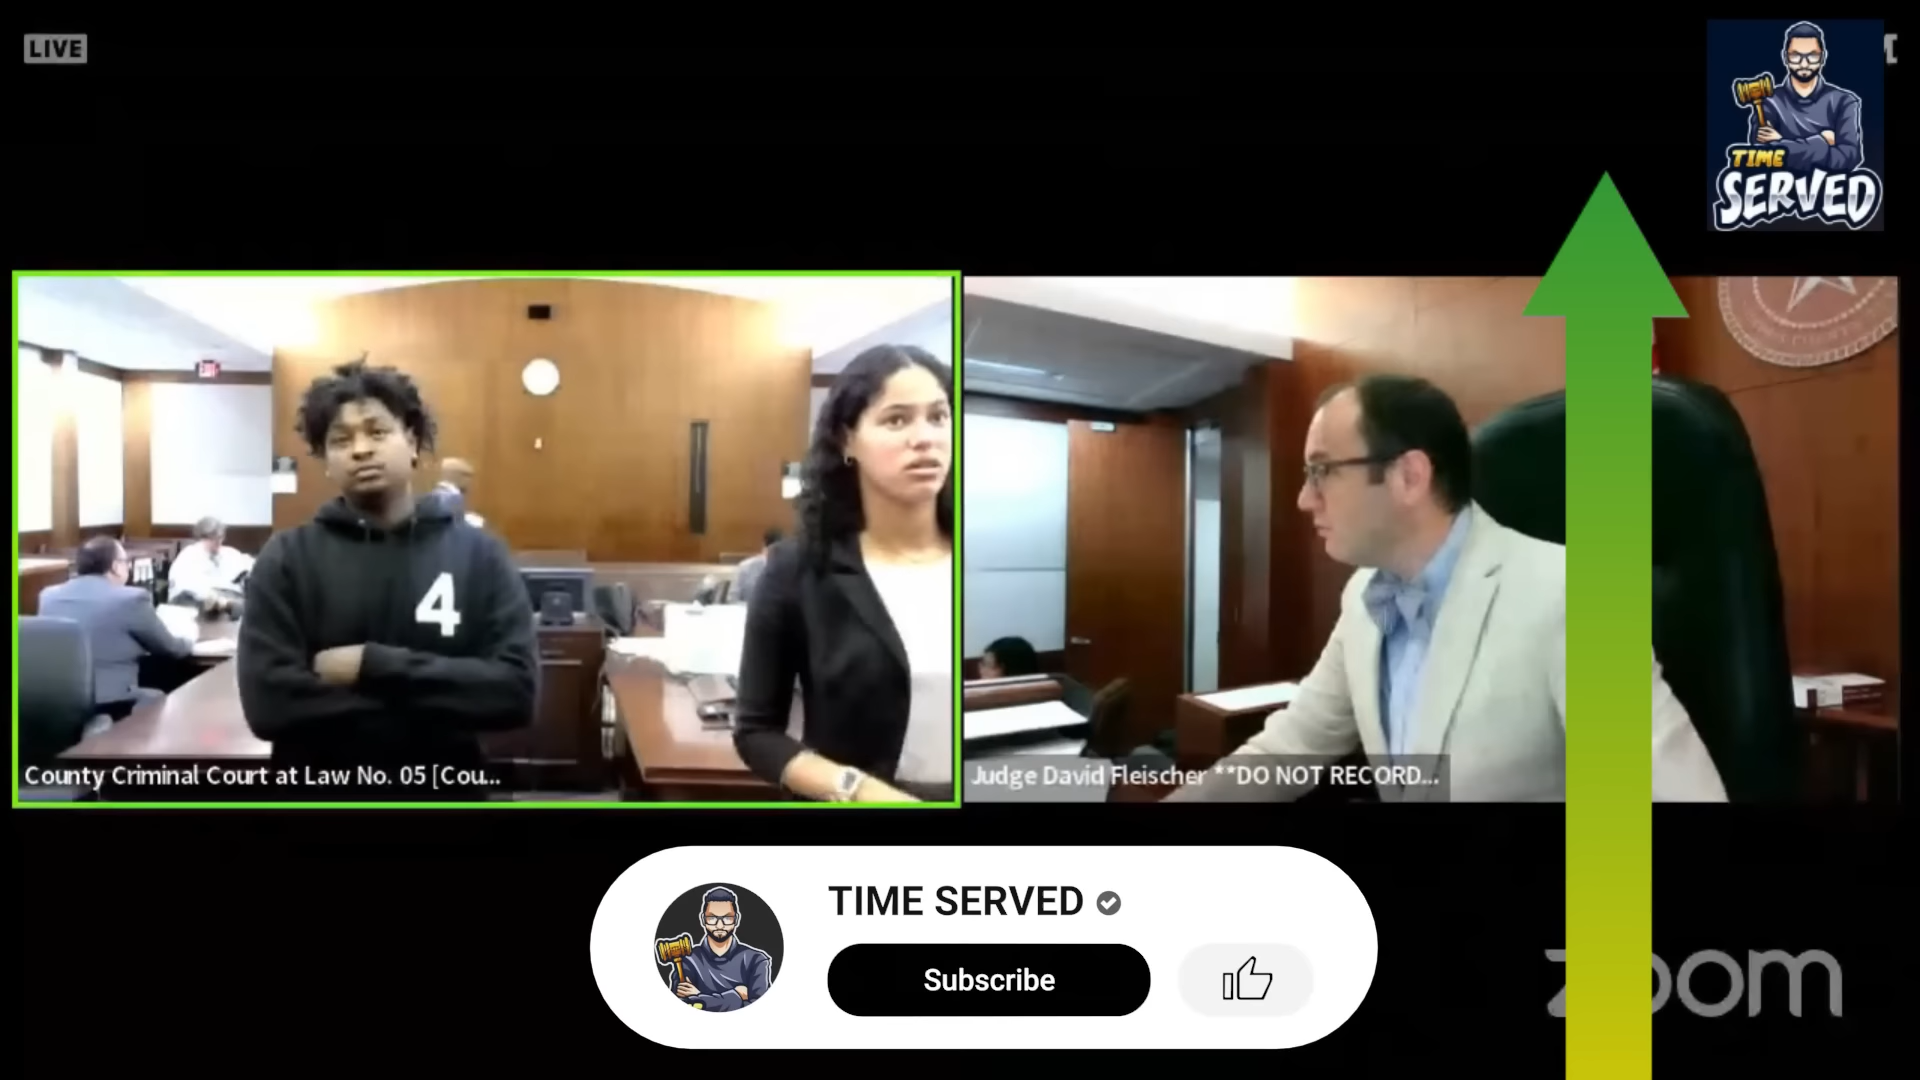 LIVE
TIME
SERVED
4
County Criminal Court at Law No. 05 [Cou...
Judge David Fleischer **DO NOT RECORD...
TIME SERVED
Subscribe
zoom